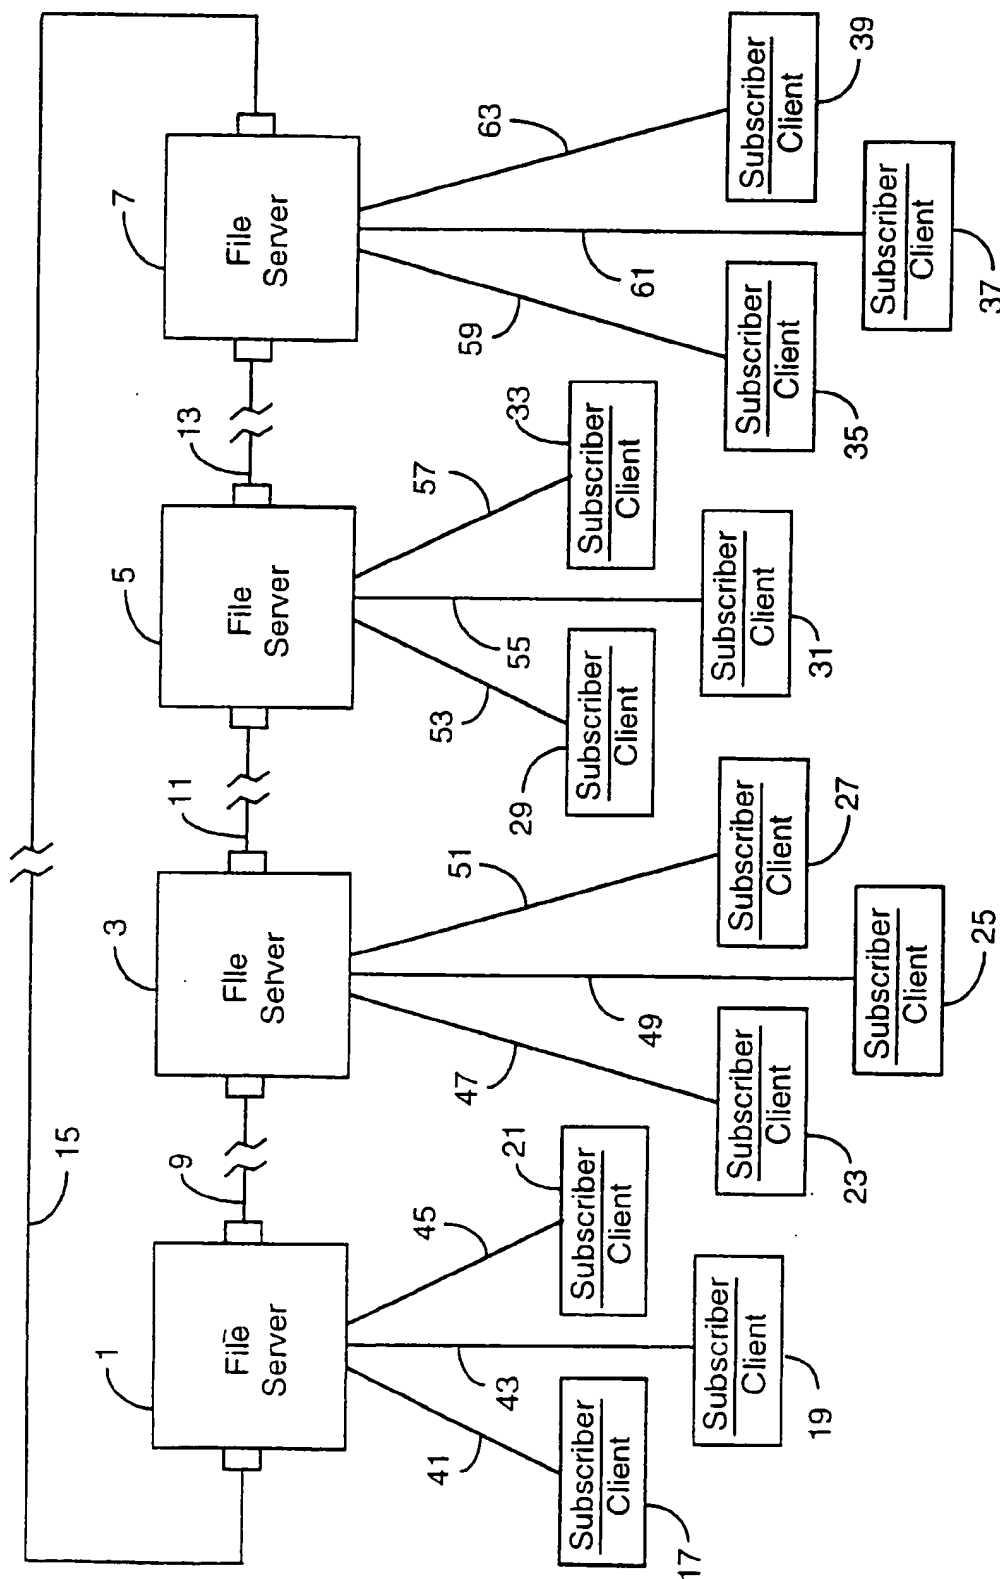 15
1
File
Server
9
3
File
Server
11
5
File
Server
13
7
File
Server
41
43
45
47
49
51
53
55
57
59
61
63
Subscriber
Client
17
Subscriber
Client
19
Subscriber
Client
21
Subscriber
Client
23
Subscriber
Client
25
Subscriber
Client
27
Subscriber
Client
29
Subscriber
Client
31
Subscriber
Client
33
Subscriber
Client
35
Subscriber
Client
37
Subscriber
Client
39